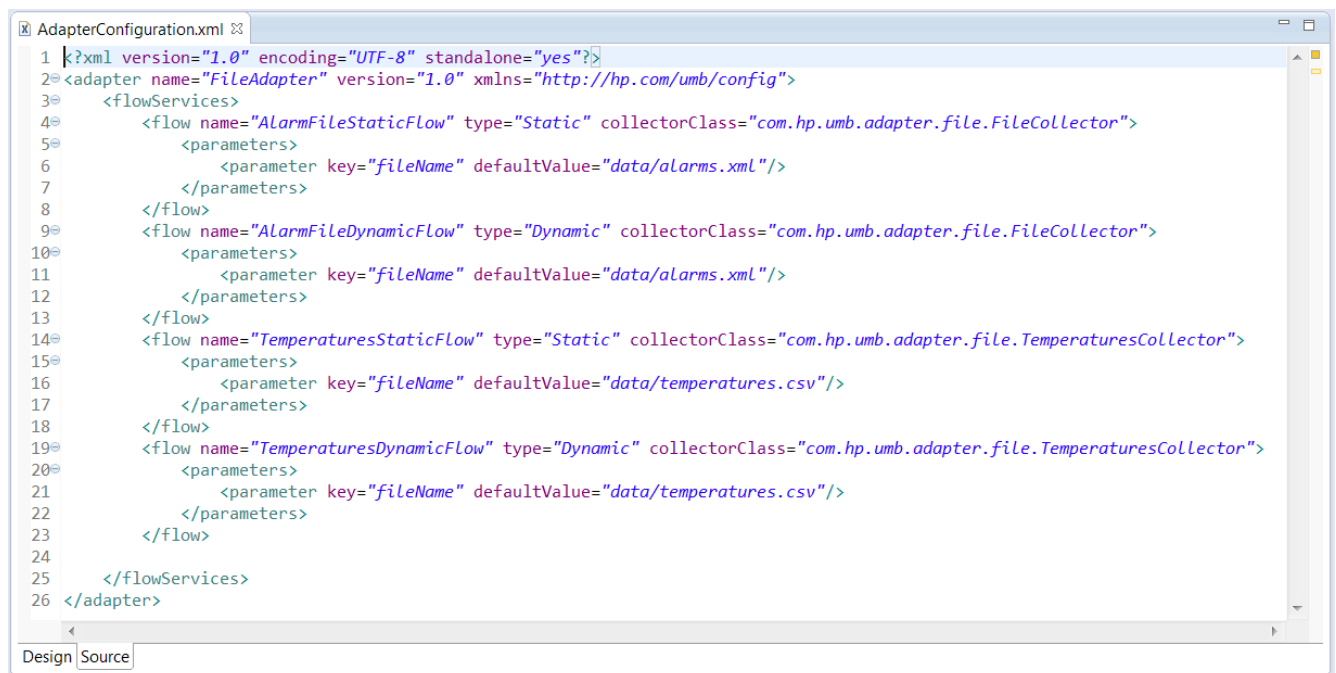 AdapterConfiguration.xml
1 <?xml version="1.0" encoding="UTF-8" standalone="yes"?>
2 <adapter name="FileAdapter" version="1.0" xmlns="http://hp.com/umb/config">
3     <flowServices>
4         <flow name="AlarmFileStaticFlow" type="Static" collectorClass="com.hp.umb.adapter.file.FileCollector">
5             <parameters>
6                 <parameter key="fileName" defaultValue="data/alarms.xml"/>
7             </parameters>
8         </flow>
9         <flow name="AlarmFileDynamicFlow" type="Dynamic" collectorClass="com.hp.umb.adapter.file.FileCollector">
10             <parameters>
11                 <parameter key="fileName" defaultValue="data/alarms.xml"/>
12             </parameters>
13         </flow>
14         <flow name="TemperaturesStaticFlow" type="Static" collectorClass="com.hp.umb.adapter.file.TemperaturesCollector">
15             <parameters>
16                 <parameter key="fileName" defaultValue="data/temperatures.csv"/>
17             </parameters>
18         </flow>
19         <flow name="TemperaturesDynamicFlow" type="Dynamic" collectorClass="com.hp.umb.adapter.file.TemperaturesCollector">
20             <parameters>
21                 <parameter key="fileName" defaultValue="data/temperatures.csv"/>
22             </parameters>
23         </flow>
24
25     </flowServices>
26 </adapter>
Design Source